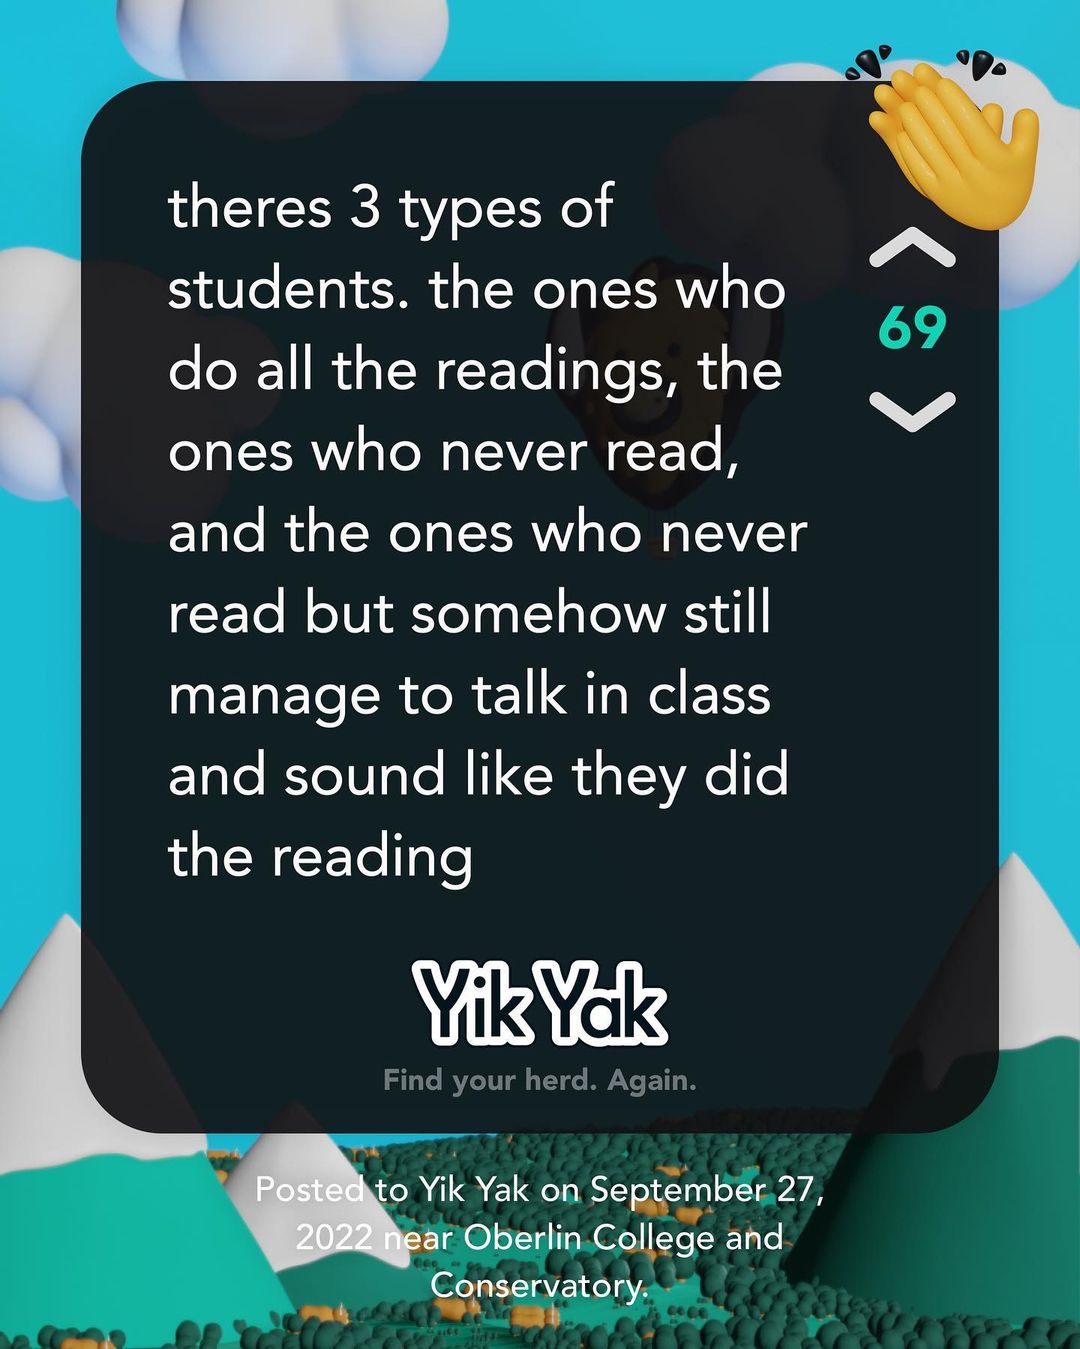 theres 3 types of
students. the ones who
do all the readings, the
ones who never read,
and the ones who never
read but somehow still
manage to talk in class
and sound like they did
the reading
69
Yik Yak
Find your herd. Again.
Posted to Yik Yak on September 27,
2022 near Oberlin College and
Conservatory.